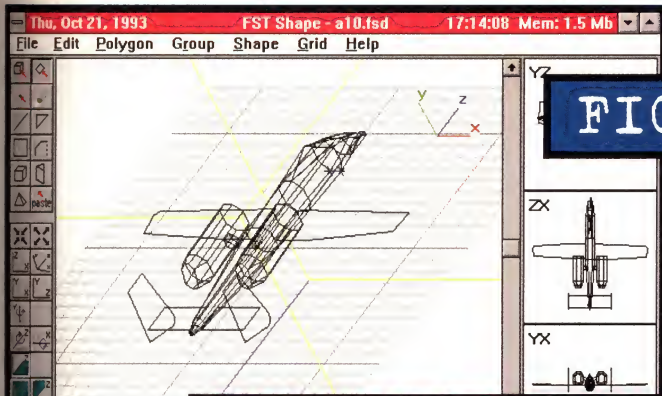 Thu, Oct 21, 1993 FST Shape - a10.fsd 17:14:08 Mem: 1.5 Mb
File Edit Polygon Group Shape Grid Help
YZ
FIG
y z x
paste
ZX
YX